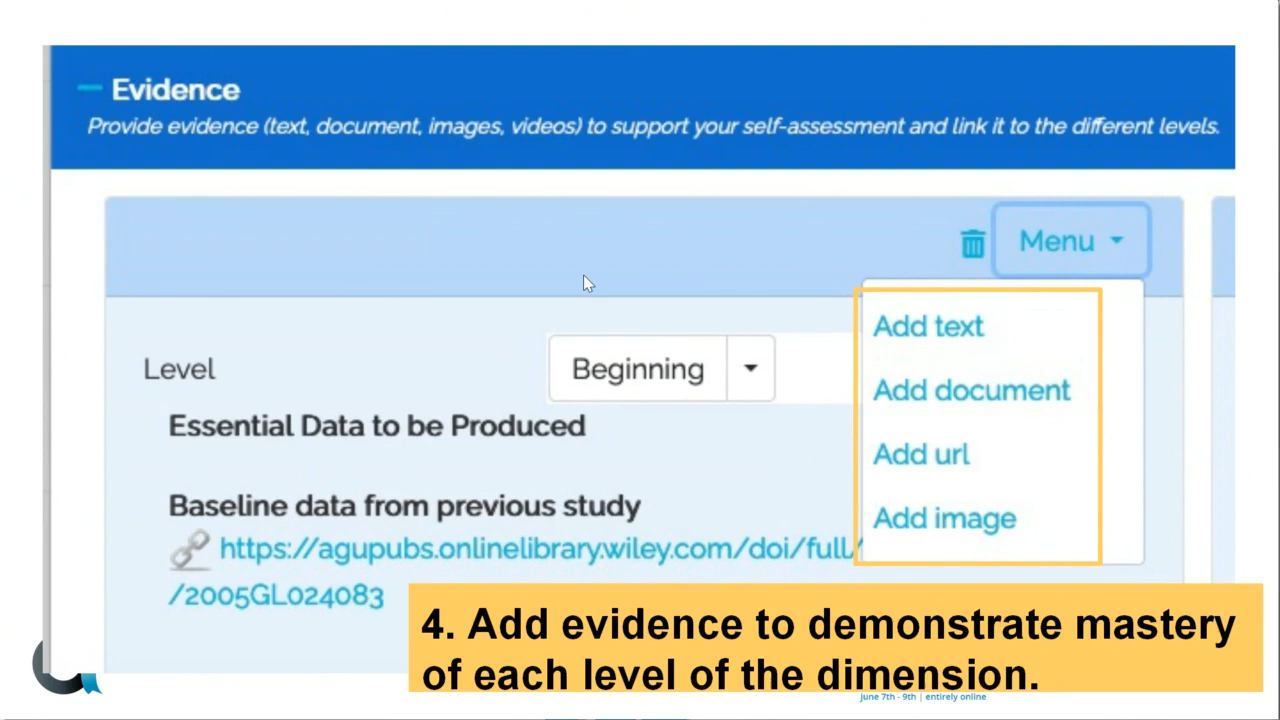 Evidence
Provide evidence (text, document, images, videos) to support your self-assessment and link it to the different levels.
Menu
Add text
Add document
Add url
Add image
Level
Beginning
Essential Data to be Produced
Baseline data from previous study
https://agupubs.onlinelibrary.wiley.com/doi/full/
/2005GL024083
4. Add evidence to demonstrate mastery
of each level of the dimension.
june 7th - 9th | entirely online